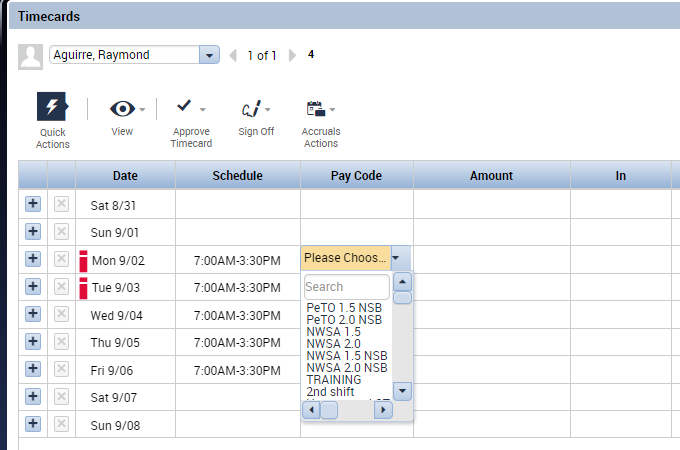 Timecards
Aguirre, Raymond
1 of 1
4
Quick
Actions
View
Approve
Timecard
Sign Off
Accruals
Actions
Date Schedule Pay Code Amount In
Sat 8/31
Sun 9/01
Mon 9/02 7:00AM-3:30PM Please Choos...
Tue 9/03 7:00AM-3:30PM
Wed 9/04 7:00AM-3:30PM
Thu 9/05 7:00AM-3:30PM
Fri 9/06 7:00AM-3:30PM
Sat 9/07
Sun 9/08
Search
PeTO 1.5 NSB
PeTO 2.0 NSB
NWSA 1.5
NWSA 2.0
NWSA 1.5 NSB
NWSA 2.0 NSB
TRAINING
2nd shift